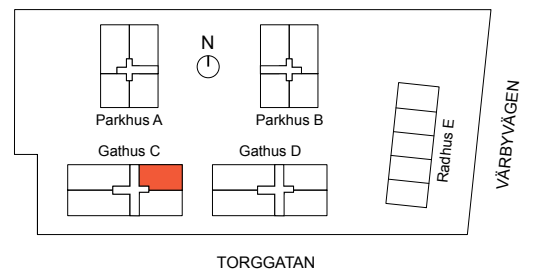 N
Parkhus A
Parkhus B
Gathus C
Gathus D
Radhus E
VÄRBYVÄGEN
TORGGATAN